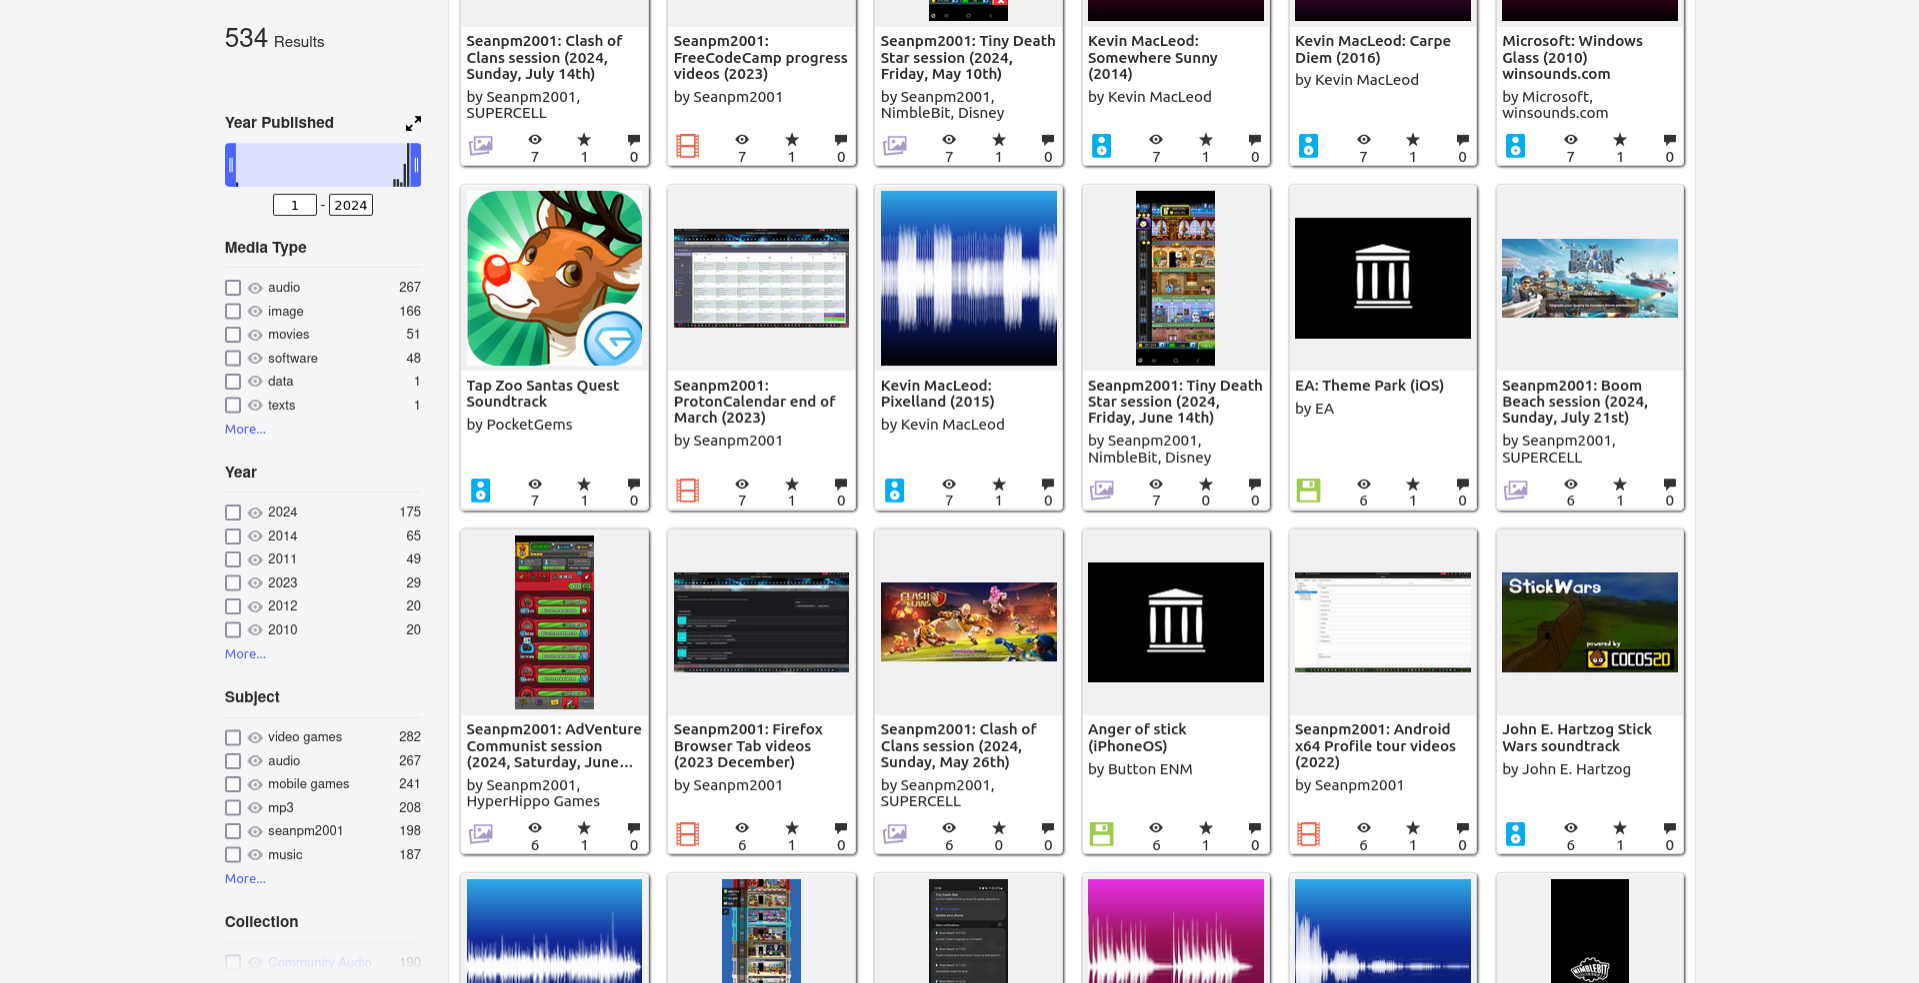 534 Results
Year Published
1 - 2024
Media Type
audio 267
image 166
movies 51
software 48
data 1
texts 1
More...
Year
2024 175
2014 65
2011 49
2023 29
2012 20
2010 20
More...
Subject
video games 282
audio 267
mobile games 241
mp3 208
seanpm2001 198
music 187
More...
Collection
Community Audio 190
Seanpm2001: Clash of
Clans session (2024,
Sunday, July 14th)
by Seanpm2001,
SUPERCELL
7 1 0
Seanpm2001:
FreeCodeCamp progress
videos (2023)
by Seanpm2001
7 1 0
Seanpm2001: Tiny Death
Star session (2024,
Friday, May 10th)
by Seanpm2001,
NimbleBit, Disney
7 1 0
Kevin MacLeod:
Somewhere Sunny
(2014)
by Kevin MacLeod
7 1 0
Kevin MacLeod: Carpe
Diem (2016)
by Kevin MacLeod
7 1 0
Microsoft: Windows
Glass (2010)
winsounds.com
by Microsoft,
winsounds.com
7 1 0
Tap Zoo Santas Quest
Soundtrack
by PocketGems
7 1 0
Seanpm2001:
ProtonCalendar end of
March (2023)
by Seanpm2001
7 1 0
Kevin MacLeod:
Pixelland (2015)
by Kevin MacLeod
7 1 0
Seanpm2001: Tiny Death
Star session (2024,
Friday, June 14th)
by Seanpm2001,
NimbleBit, Disney
7 0 0
EA: Theme Park (iOS)
by EA
6 1 0
BOOM
BEACH
Seanpm2001: Boom
Beach session (2024,
Sunday, July 21st)
by Seanpm2001,
SUPERCELL
6 1 0
Seanpm2001: AdVenture
Communist session
(2024, Saturday, June...
by Seanpm2001,
HyperHippo Games
6 1 0
Seanpm2001: Firefox
Browser Tab videos
(2023 December)
by Seanpm2001
6 1 0
CLASH
CLANS
Seanpm2001: Clash of
Clans session (2024,
Sunday, May 26th)
by Seanpm2001,
SUPERCELL
6 0 0
Anger of stick
(iPhoneOS)
by Button ENM
6 1 0
Seanpm2001: Android
x64 Profile tour videos
(2022)
by Seanpm2001
6 1 0
StickWars
powered by
COCOS2D
John E. Hartzog Stick
Wars soundtrack
by John E. Hartzog
6 1 0
NIMBLEBIT